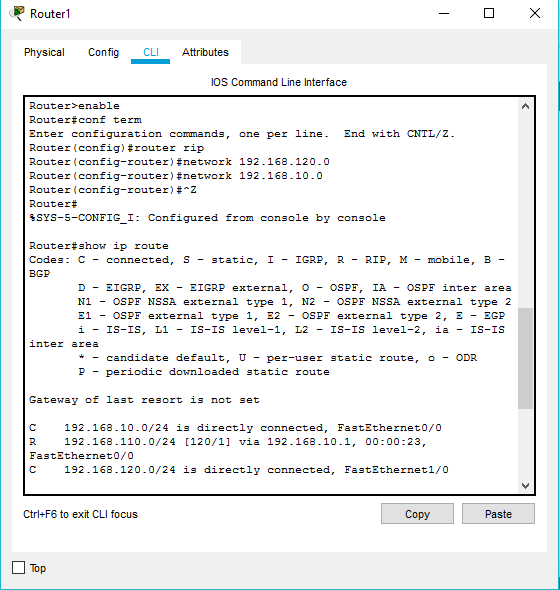 Router1
Physical Config CLI Attributes
IOS Command Line Interface
Router>enable
Router#conf term
Enter configuration commands, one per line.  End with CNTL/Z.
Router(config)#router rip
Router(config-router)#network 192.168.120.0
Router(config-router)#network 192.168.10.0
Router(config-router)#^Z
Router#
%SYS-5-CONFIG_I: Configured from console by console

Router#show ip route
Codes: C - connected, S - static, I - IGRP, R - RIP, M - mobile, B -
BGP
       D - EIGRP, EX - EIGRP external, O - OSPF, IA - OSPF inter area
       N1 - OSPF NSSA external type 1, N2 - OSPF NSSA external type 2
       E1 - OSPF external type 1, E2 - OSPF external type 2, E - EGP
       i - IS-IS, L1 - IS-IS level-1, L2 - IS-IS level-2, ia - IS-IS
inter area
       * - candidate default, U - per-user static route, o - ODR
       P - periodic downloaded static route

Gateway of last resort is not set

C    192.168.10.0/24 is directly connected, FastEthernet0/0
R    192.168.110.0/24 [120/1] via 192.168.10.1, 00:00:23,
FastEthernet0/0
C    192.168.120.0/24 is directly connected, FastEthernet1/0
Ctrl+F6 to exit CLI focus Copy Paste
Top